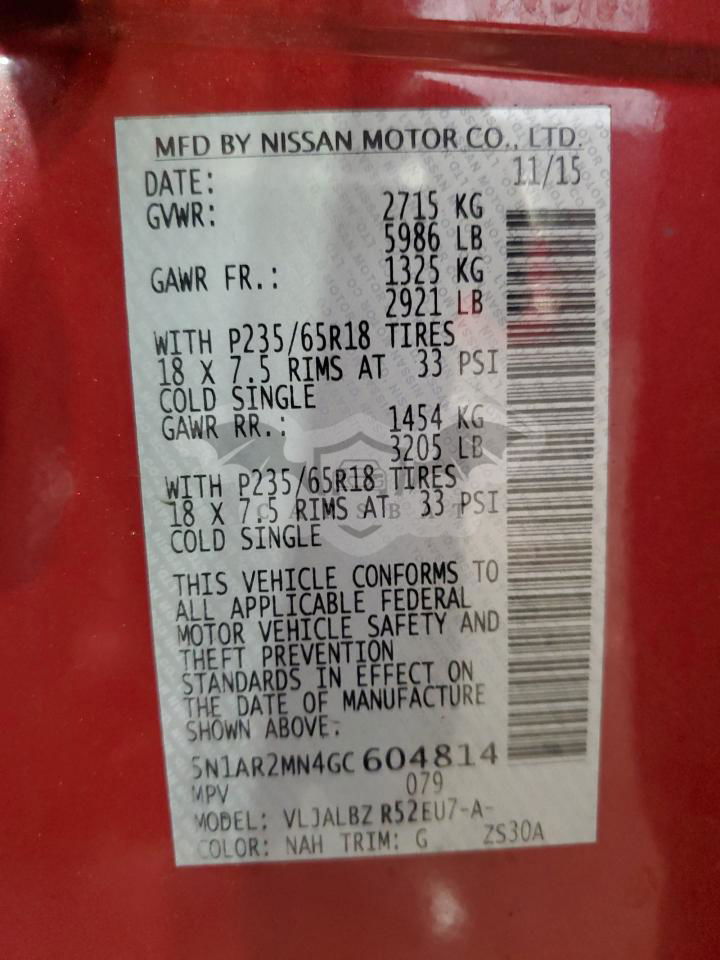 MFD BY NISSAN MOTOR CO., LTD.
DATE: 11/15
GVWR: 2715 KG
5986 LB
GAWR FR.: 1325 KG
2921 LB
WITH P235/65R18 TIRES
18 X 7.5 RIMS AT 33 PSI
COLD SINGLE
GAWR RR.: 1454 KG
3205 LB
WITH P235/65R18 TIRES
18 X 7.5 RIMS AT 33 PSI
COLD SINGLE
THIS VEHICLE CONFORMS TO
ALL APPLICABLE FEDERAL
MOTOR VEHICLE SAFETY AND
THEFT PREVENTION
STANDARDS IN EFFECT ON
THE DATE OF MANUFACTURE
SHOWN ABOVE.
5N1AR2MN4GC604814
MPV 079
MODEL: VLJALBZ R52EU7-A-
COLOR: NAH TRIM: G ZS30A